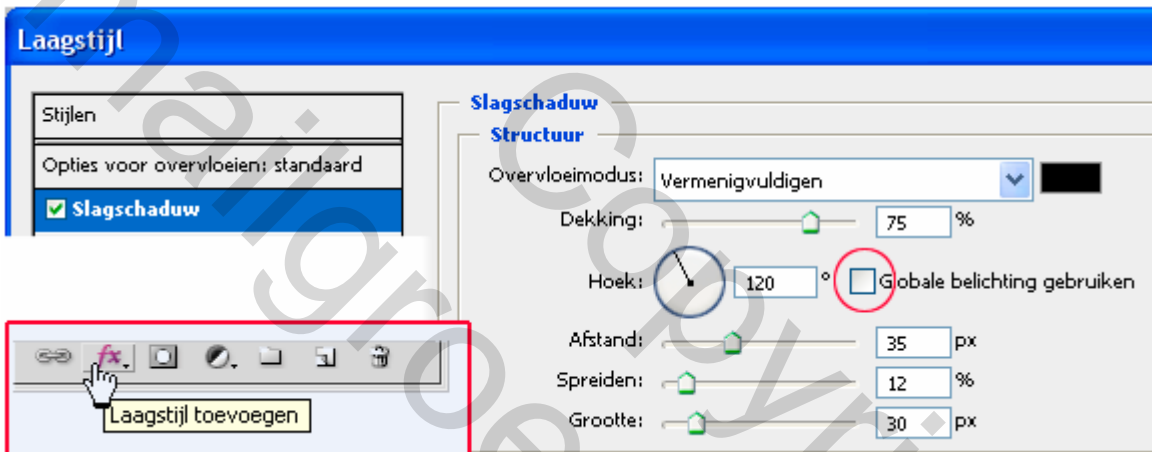 Laagstijl
Stijlen
Opties voor overvloeien: standaard
Slagschaduw
Slagschaduw
Structuur
Overvloeimodus: Vermenigvuldigen
Dekking: 75 %
Hoek: 120 ° Globale belichting gebruiken
Afstand: 35 px
Spreiden: 12 %
Grootte: 30 px
fx.
Laagstijl toevoegen